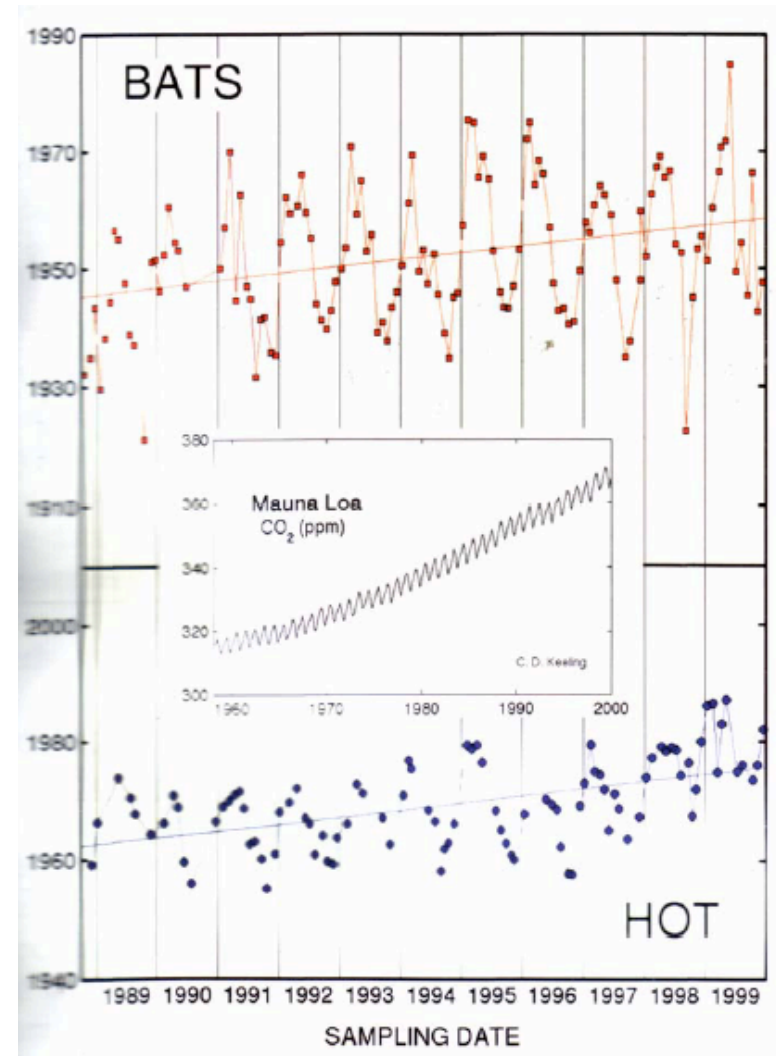 1990
BATS
1970
1950
1930
1910
380
360
340
320
300
Mauna Loa
CO2 (ppm)
C. D. Keeling
1960 1970 1980 1990 2000
2000
1980
1960
1940
HOT
1989 1990 1991 1992 1993 1994 1995 1996 1997 1998 1999
SAMPLING DATE